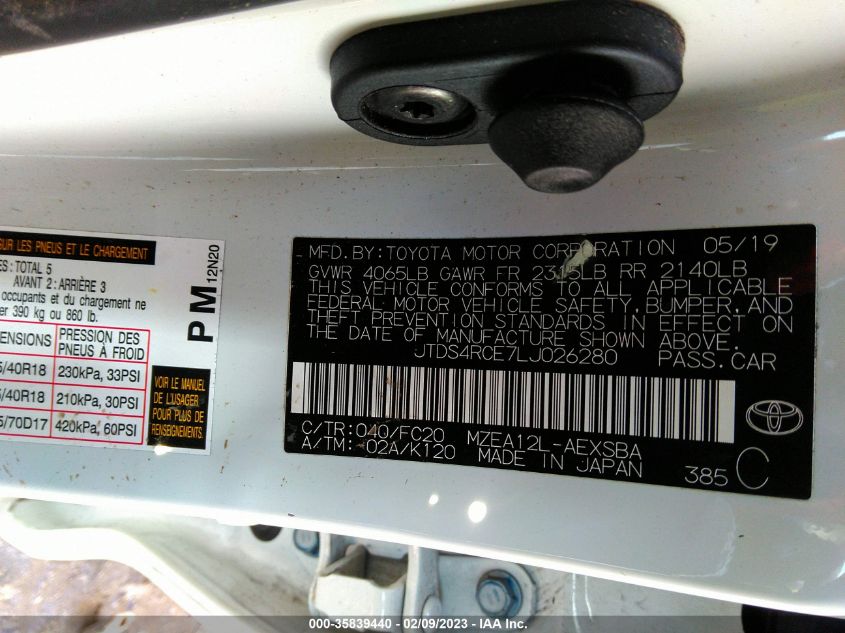 SUR LES PNEUS ET LE CHARGEMENT
ES: TOTAL 5
AVANT 2: ARRIÈRE 3
occupants et du chargement ne
er 390 kg ou 860 lb.
ENSIONS PRESSION DES PNEUS À FROID
5/40R18 230kPa, 33PSI
5/40R18 210kPa, 30PSI
5/70D17 420kPa, 60PSI
VOIR LE MANUEL
DE L'USAGER
POUR PLUS DE
RENSEIGNEMENTS.
PM 12N20
MFD.BY:TOYOTA MOTOR CORPORATION 05/19
GVWR 4065LB GAWR FR 2315LB RR 2140LB
THIS VEHICLE CONFORMS TO ALL APPLICABLE
FEDERAL MOTOR VEHICLE SAFETY, BUMPER, AND
THEFT PREVENTION STANDARDS IN EFFECT ON
THE DATE OF MANUFACTURE SHOWN ABOVE.
JTDS4RCE7LJ026280 PASS.CAR
C/TR:040/FC20 MZEA12L-AEXSBA
A/TM:-02A/K120 MADE IN JAPAN
385 C
TOYOTA
000-35839440 - 02/09/2023 - IAA Inc.